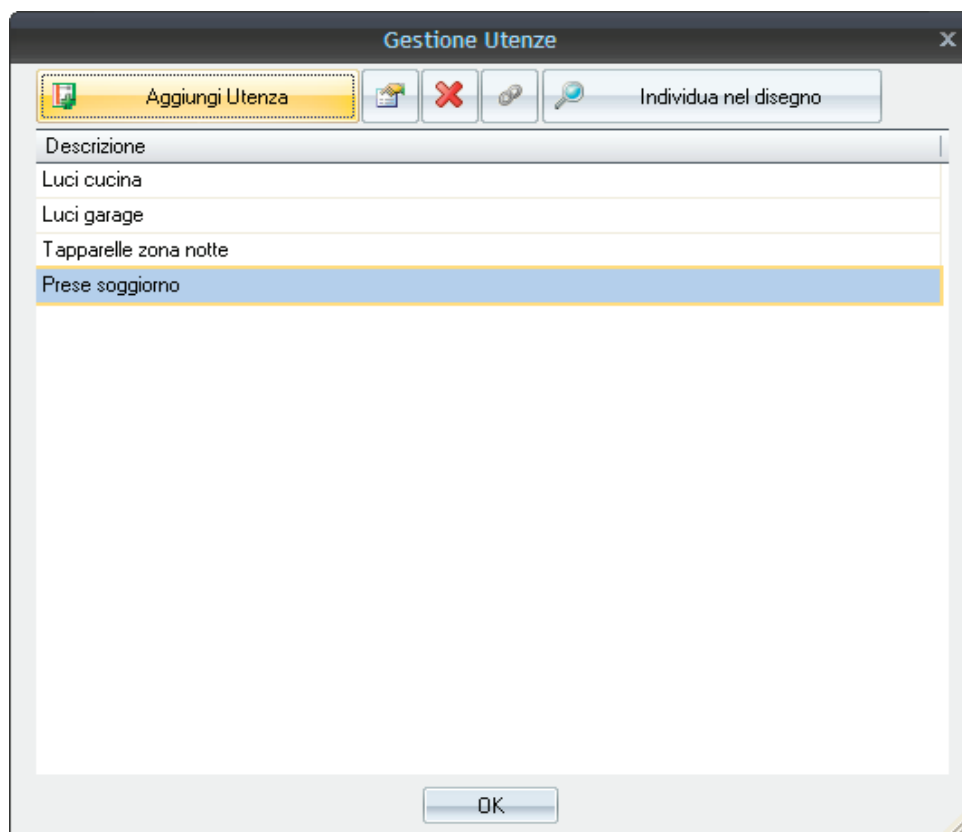 Gestione Utenze
Aggiungi Utenza Individua nel disegno
Descrizione
Luci cucina
Luci garage
Tapparelle zona notte
Prese soggiorno
OK